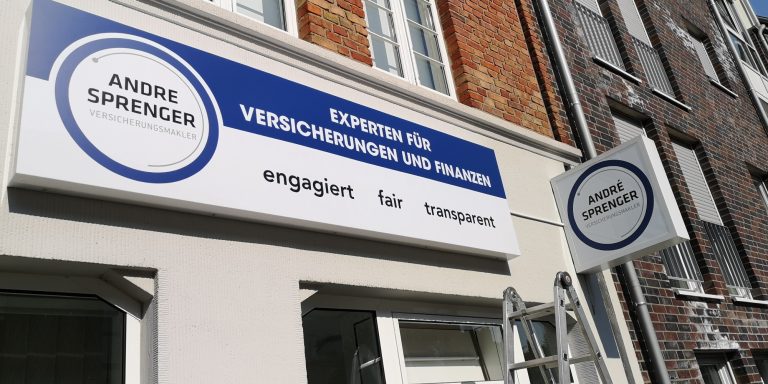 ANDRE
SPRENGER
VERSICHERUNGSMAKLER
EXPERTEN FÜR
VERSICHERUNGEN UND FINANZEN
engagiert fair transparent
ANDRÉ
SPRENGER
VERSICHERUNGSMAKLER